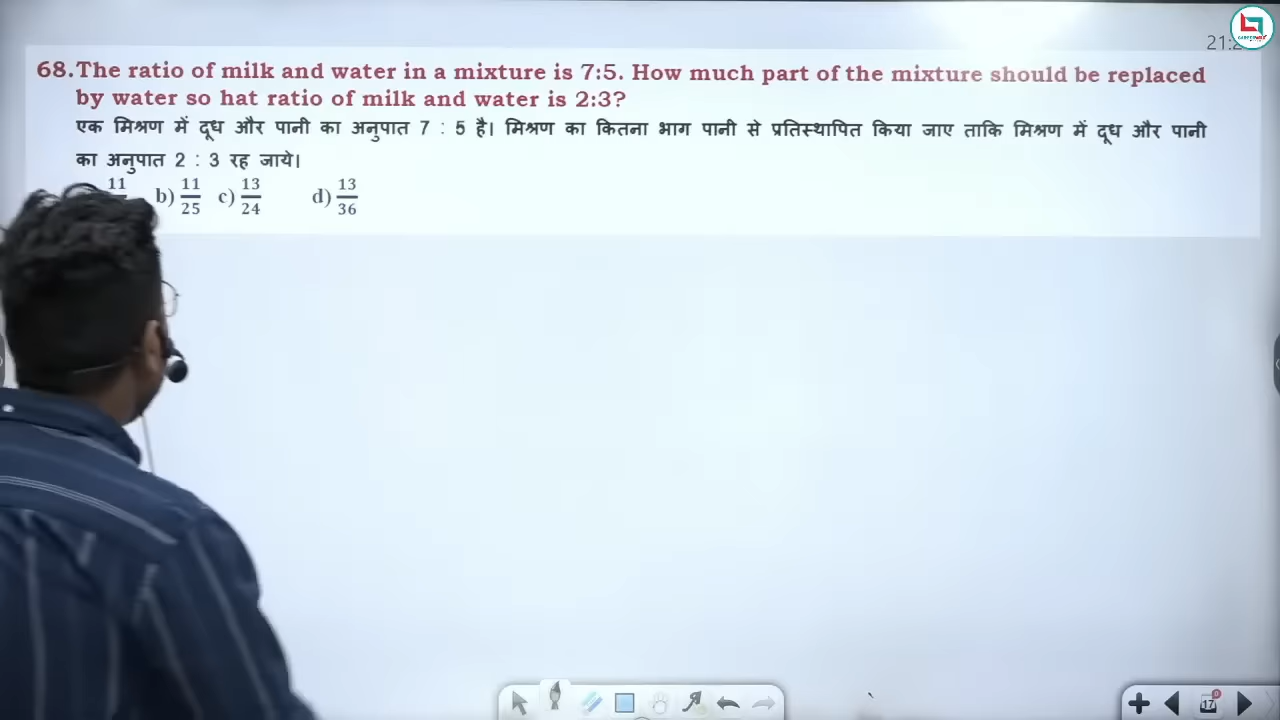 21:2
68. The ratio of milk and water in a mixture is 7:5. How much part of the mixture should be replaced
by water so hat ratio of milk and water is 2:3?
एक मिश्रण में दूध और पानी का अनुपात 7 : 5 है। मिश्रण का कितना भाग पानी से प्रतिस्थापित किया जाए ताकि मिश्रण में दूध और पानी
का अनुपात 2 : 3 रह जाये।
11 b) 11/25 c) 13/24 d) 13/36
17